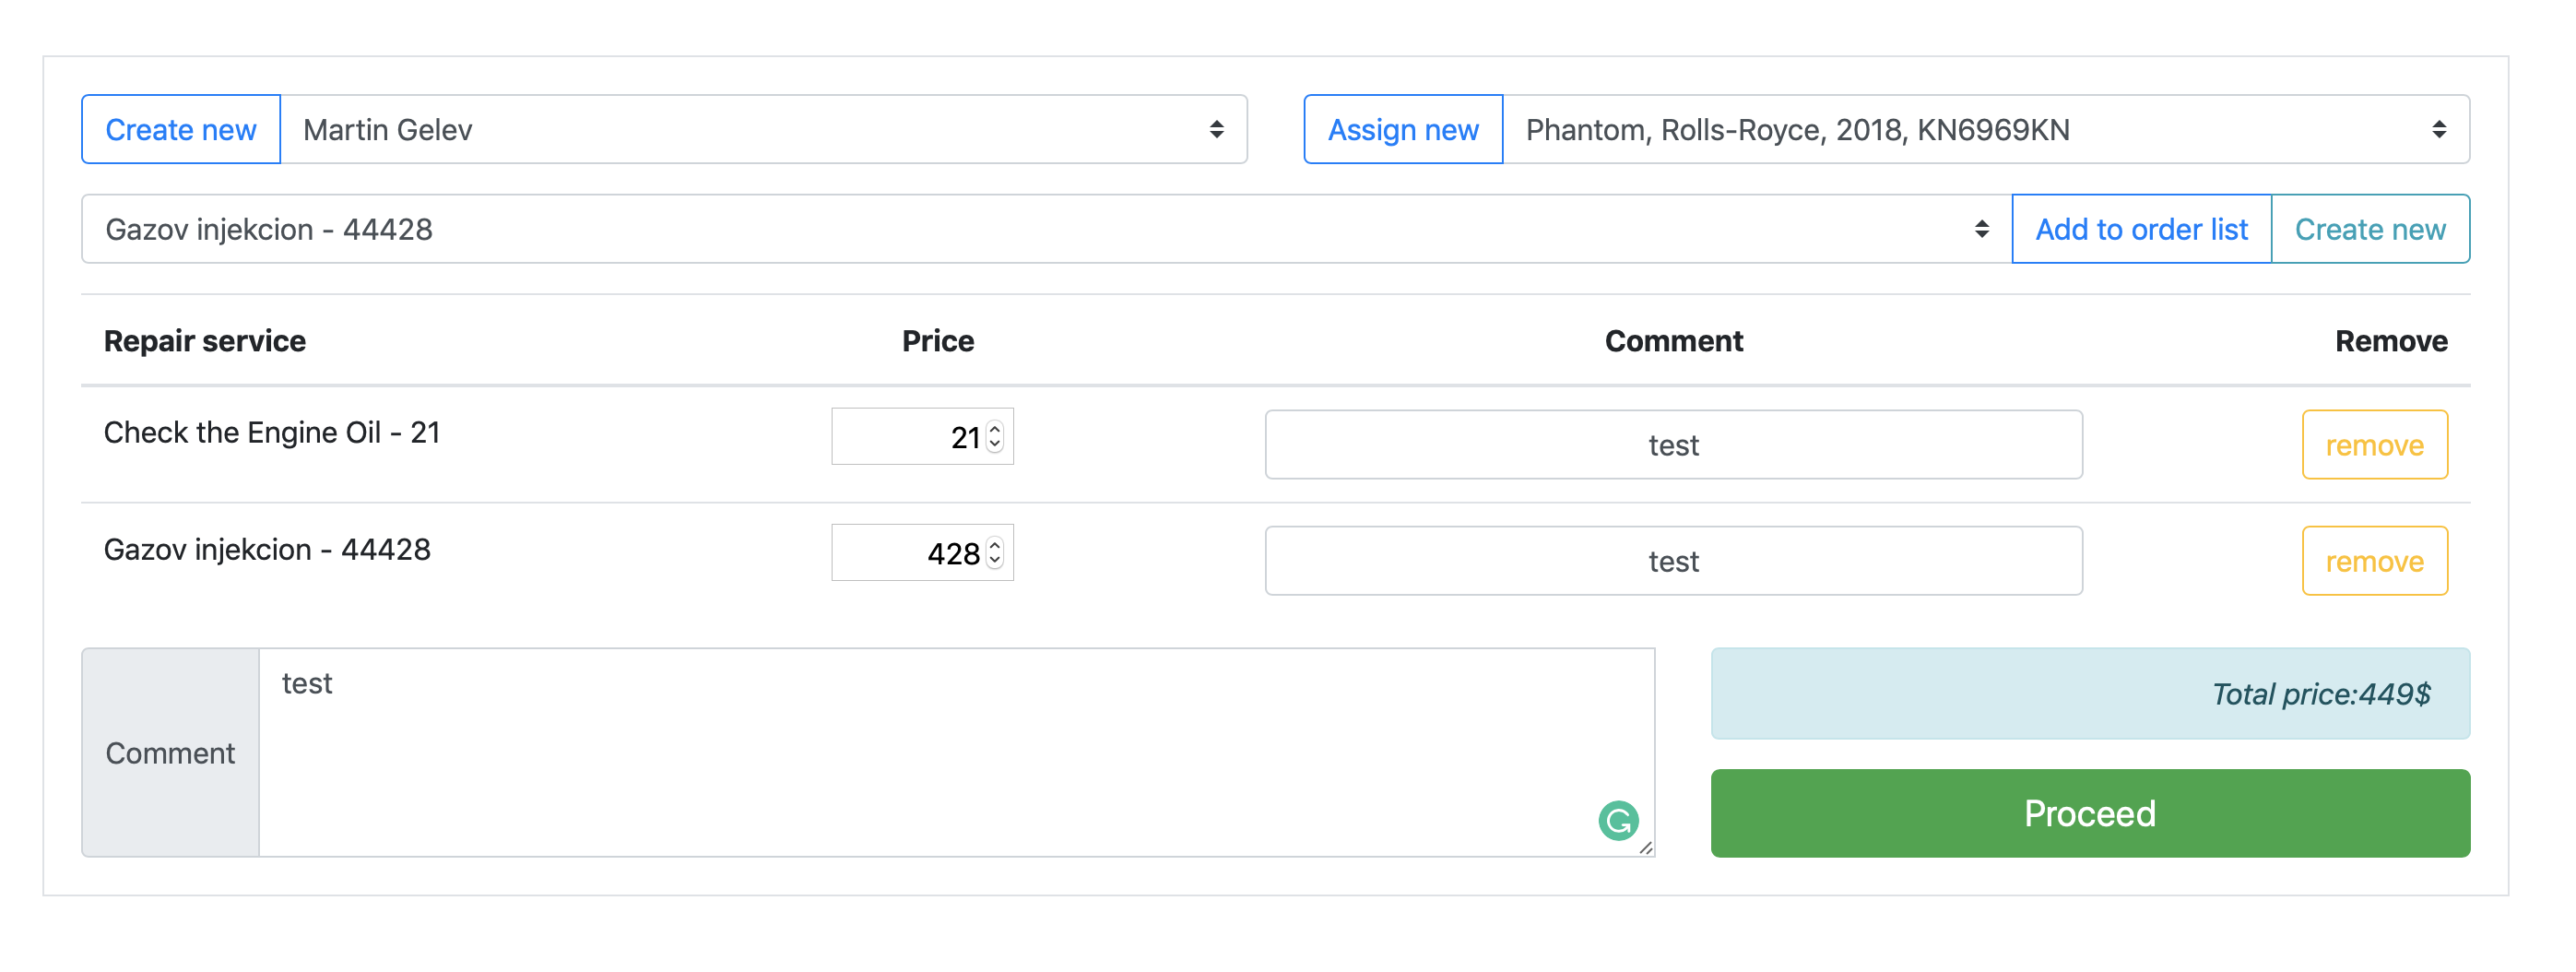 Create new Martin Gelev Assign new Phantom, Rolls-Royce, 2018, KN6969KN
Gazov injekcion - 44428 Add to order list Create new
Repair service Price Comment Remove
Check the Engine Oil - 21 21 test remove
Gazov injekcion - 44428 428 test remove
test
Comment
Total price:449$
Proceed